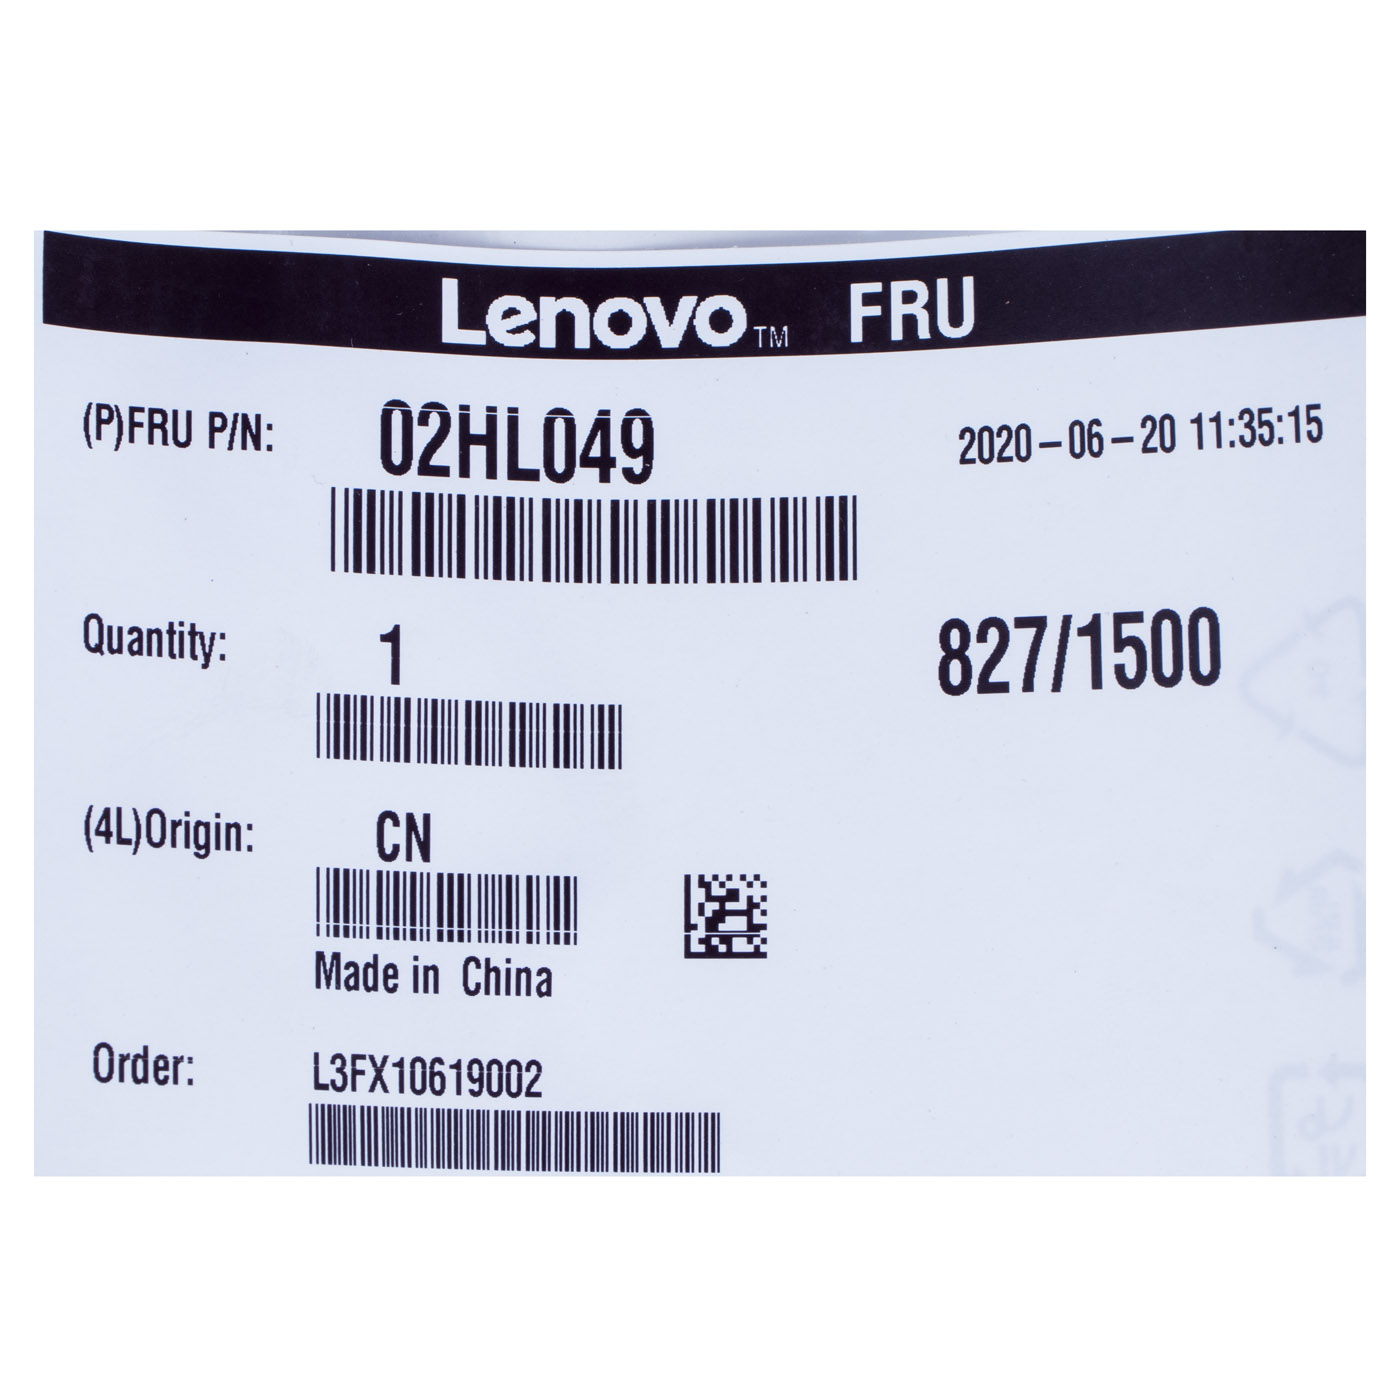 Lenovo™ FRU
(P)FRU P/N: 02HL049 2020-06-20 11:35:15
Quantity: 1 827/1500
(4L)Origin: CN
Made in China
Order: L3FX10619002